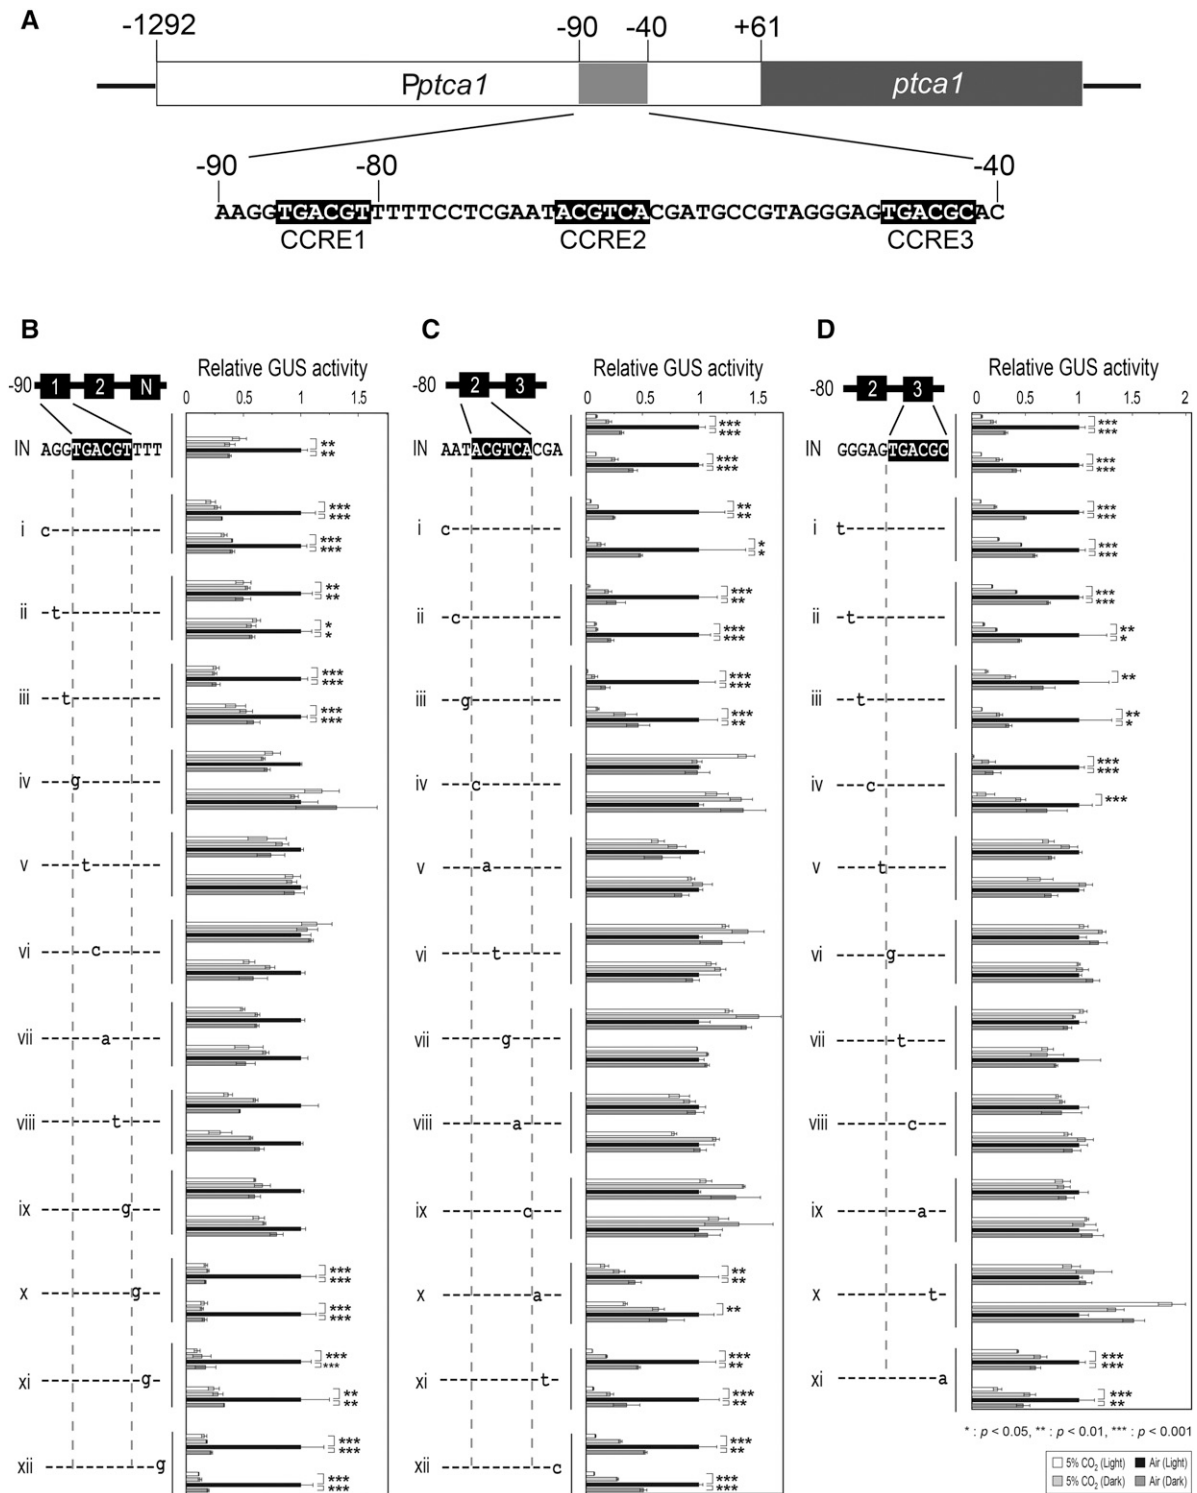 A
-1292 -90 -40 +61
Pptca1 ptca1
-90 -80 -40
AAGGTGACGTTTTTCCTCGAATACGTCACGATGCCGTAGGGAGTGACGCAC
CCRE1 CCRE2 CCRE3
B
Relative GUS activity
-90 1 2 N
0 0.5 1 1.5
IN AGGTGACGTTTT
** **
i c
*** ***
*** ***
ii t
** **
* *
iii t
*** ***
*** ***
iv g
v t
vi c
vii a
viii t
ix g
x g
*** ***
*** ***
xi g
*** ***
** **
xii g
*** ***
*** ***
C
Relative GUS activity
-80 2 3
0 0.5 1 1.5
IN AATACGTCACGA
*** ***
*** ***
i c
** **
* *
ii c
*** **
*** ***
iii g
*** ***
*** **
iv c
v a
vi t
vii g
viii a
ix c
x a
** **
**
xi t
*** **
*** **
xii c
*** **
*** ***
D
Relative GUS activity
-80 2 3
0 0.5 1 1.5 2
IN GGGAGTGACGC
*** ***
*** ***
i t
*** ***
*** ***
ii t
*** ***
** *
iii t
**
** *
iv c
*** ***
***
v t
vi g
vii t
viii c
ix a
x t
xi a
*** ***
*** **
* : p < 0.05, ** : p < 0.01, *** : p < 0.001
5% CO2 (Light) Air (Light)
5% CO2 (Dark) Air (Dark)